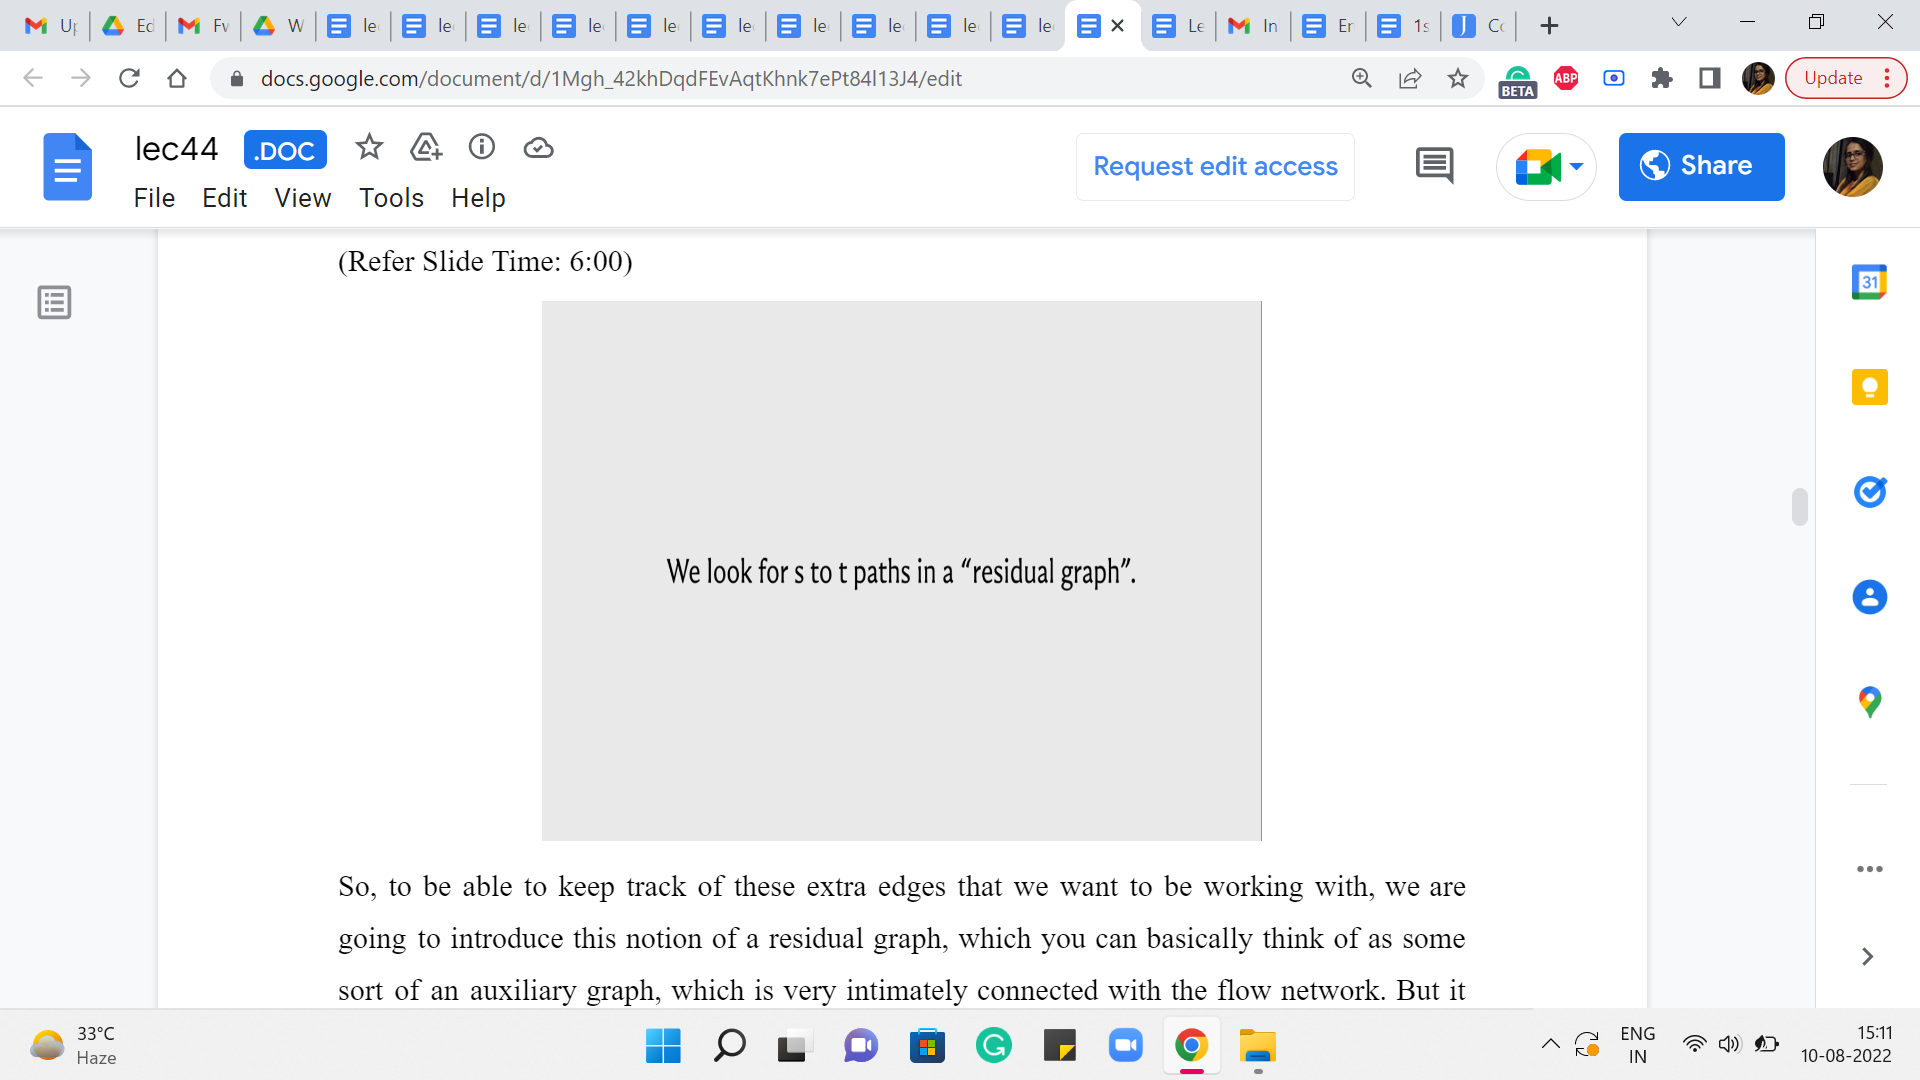 Up
Ed
Fw
W
le
le
le
le
le
le
le
le
le
le
Le
In
Er
1s
Co
docs.google.com/document/d/1Mgh_42khDqdFEvAqtKhnk7ePt84l13J4/edit
BETA
ABP
Update
lec44
.DOC
File Edit View Tools Help
Request edit access
Share
31
(Refer Slide Time: 6:00)
We look for s to t paths in a “residual graph”.
So, to be able to keep track of these extra edges that we want to be working with, we are
going to introduce this notion of a residual graph, which you can basically think of as some
sort of an auxiliary graph, which is very intimately connected with the flow network. But it
33°C
Haze
ENG
IN
15:11
10-08-2022